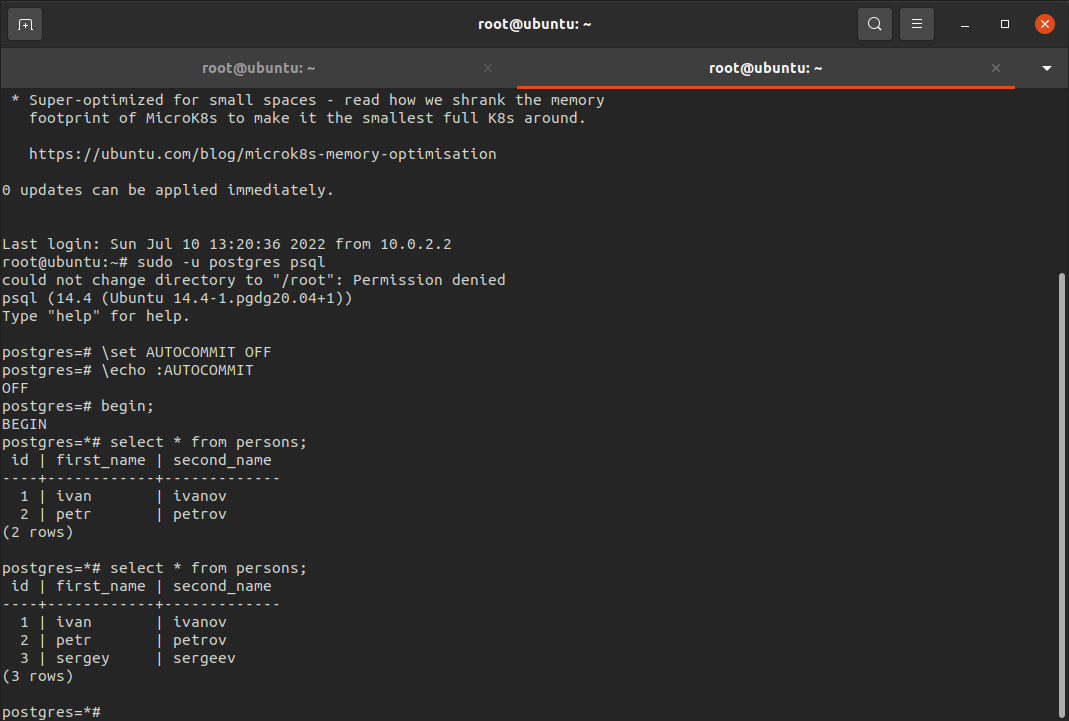 root@ubuntu: ~
root@ubuntu: ~
root@ubuntu: ~
 * Super-optimized for small spaces - read how we shrank the memory
   footprint of MicroK8s to make it the smallest full K8s around.
   https://ubuntu.com/blog/microk8s-memory-optimisation
0 updates can be applied immediately.
Last login: Sun Jul 10 13:20:36 2022 from 10.0.2.2
root@ubuntu:~# sudo -u postgres psql
could not change directory to "/root": Permission denied
psql (14.4 (Ubuntu 14.4-1.pgdg20.04+1))
Type "help" for help.
postgres=# \set AUTOCOMMIT OFF
postgres=# \echo :AUTOCOMMIT
OFF
postgres=# begin;
BEGIN
postgres=*# select * from persons;
 id | first_name | second_name
----+------------+-------------
  1 | ivan       | ivanov
  2 | petr       | petrov
(2 rows)
postgres=*# select * from persons;
 id | first_name | second_name
----+------------+-------------
  1 | ivan       | ivanov
  2 | petr       | petrov
  3 | sergey     | sergeev
(3 rows)
postgres=*#